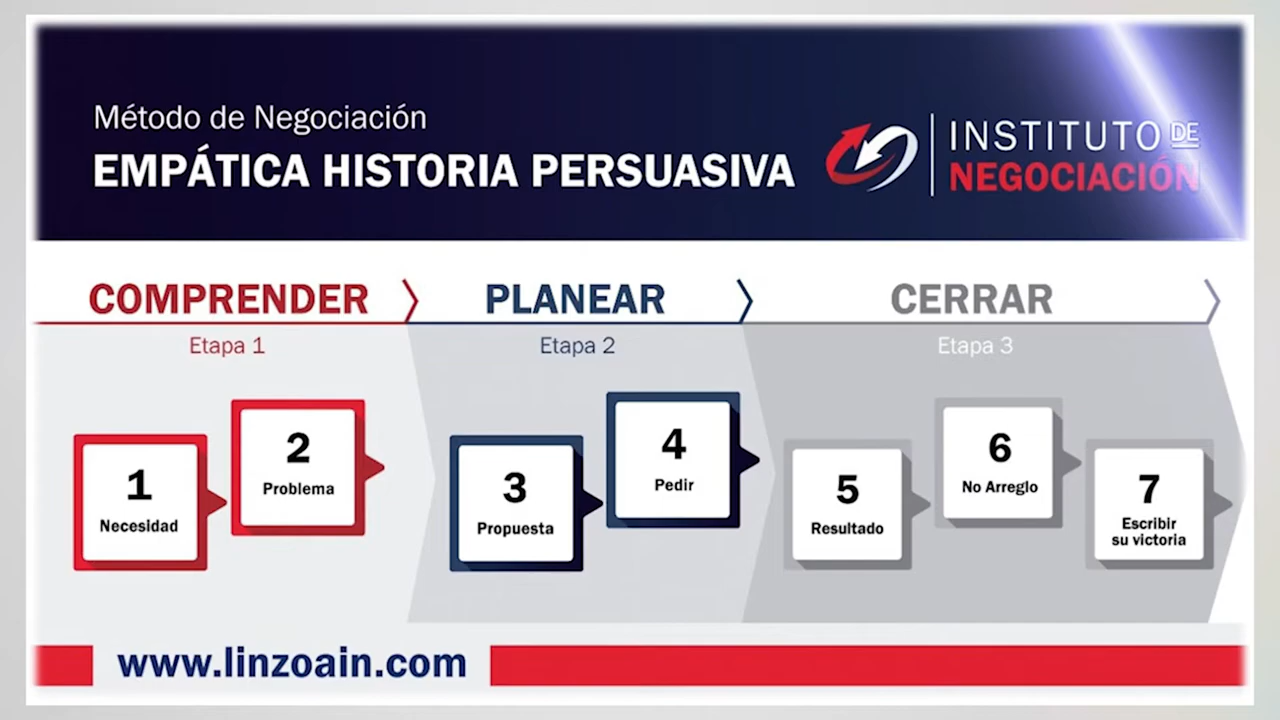 Método de Negociación
EMPÁTICA HISTORIA PERSUASIVA
INSTITUTO DE
NEGOCIACIÓN
COMPRENDER
Etapa 1
PLANEAR
Etapa 2
CERRAR
Etapa 3
1
Necesidad
2
Problema
3
Propuesta
4
Pedir
5
Resultado
6
No Arreglo
7
Escribir
su victoria
www.linzoain.com